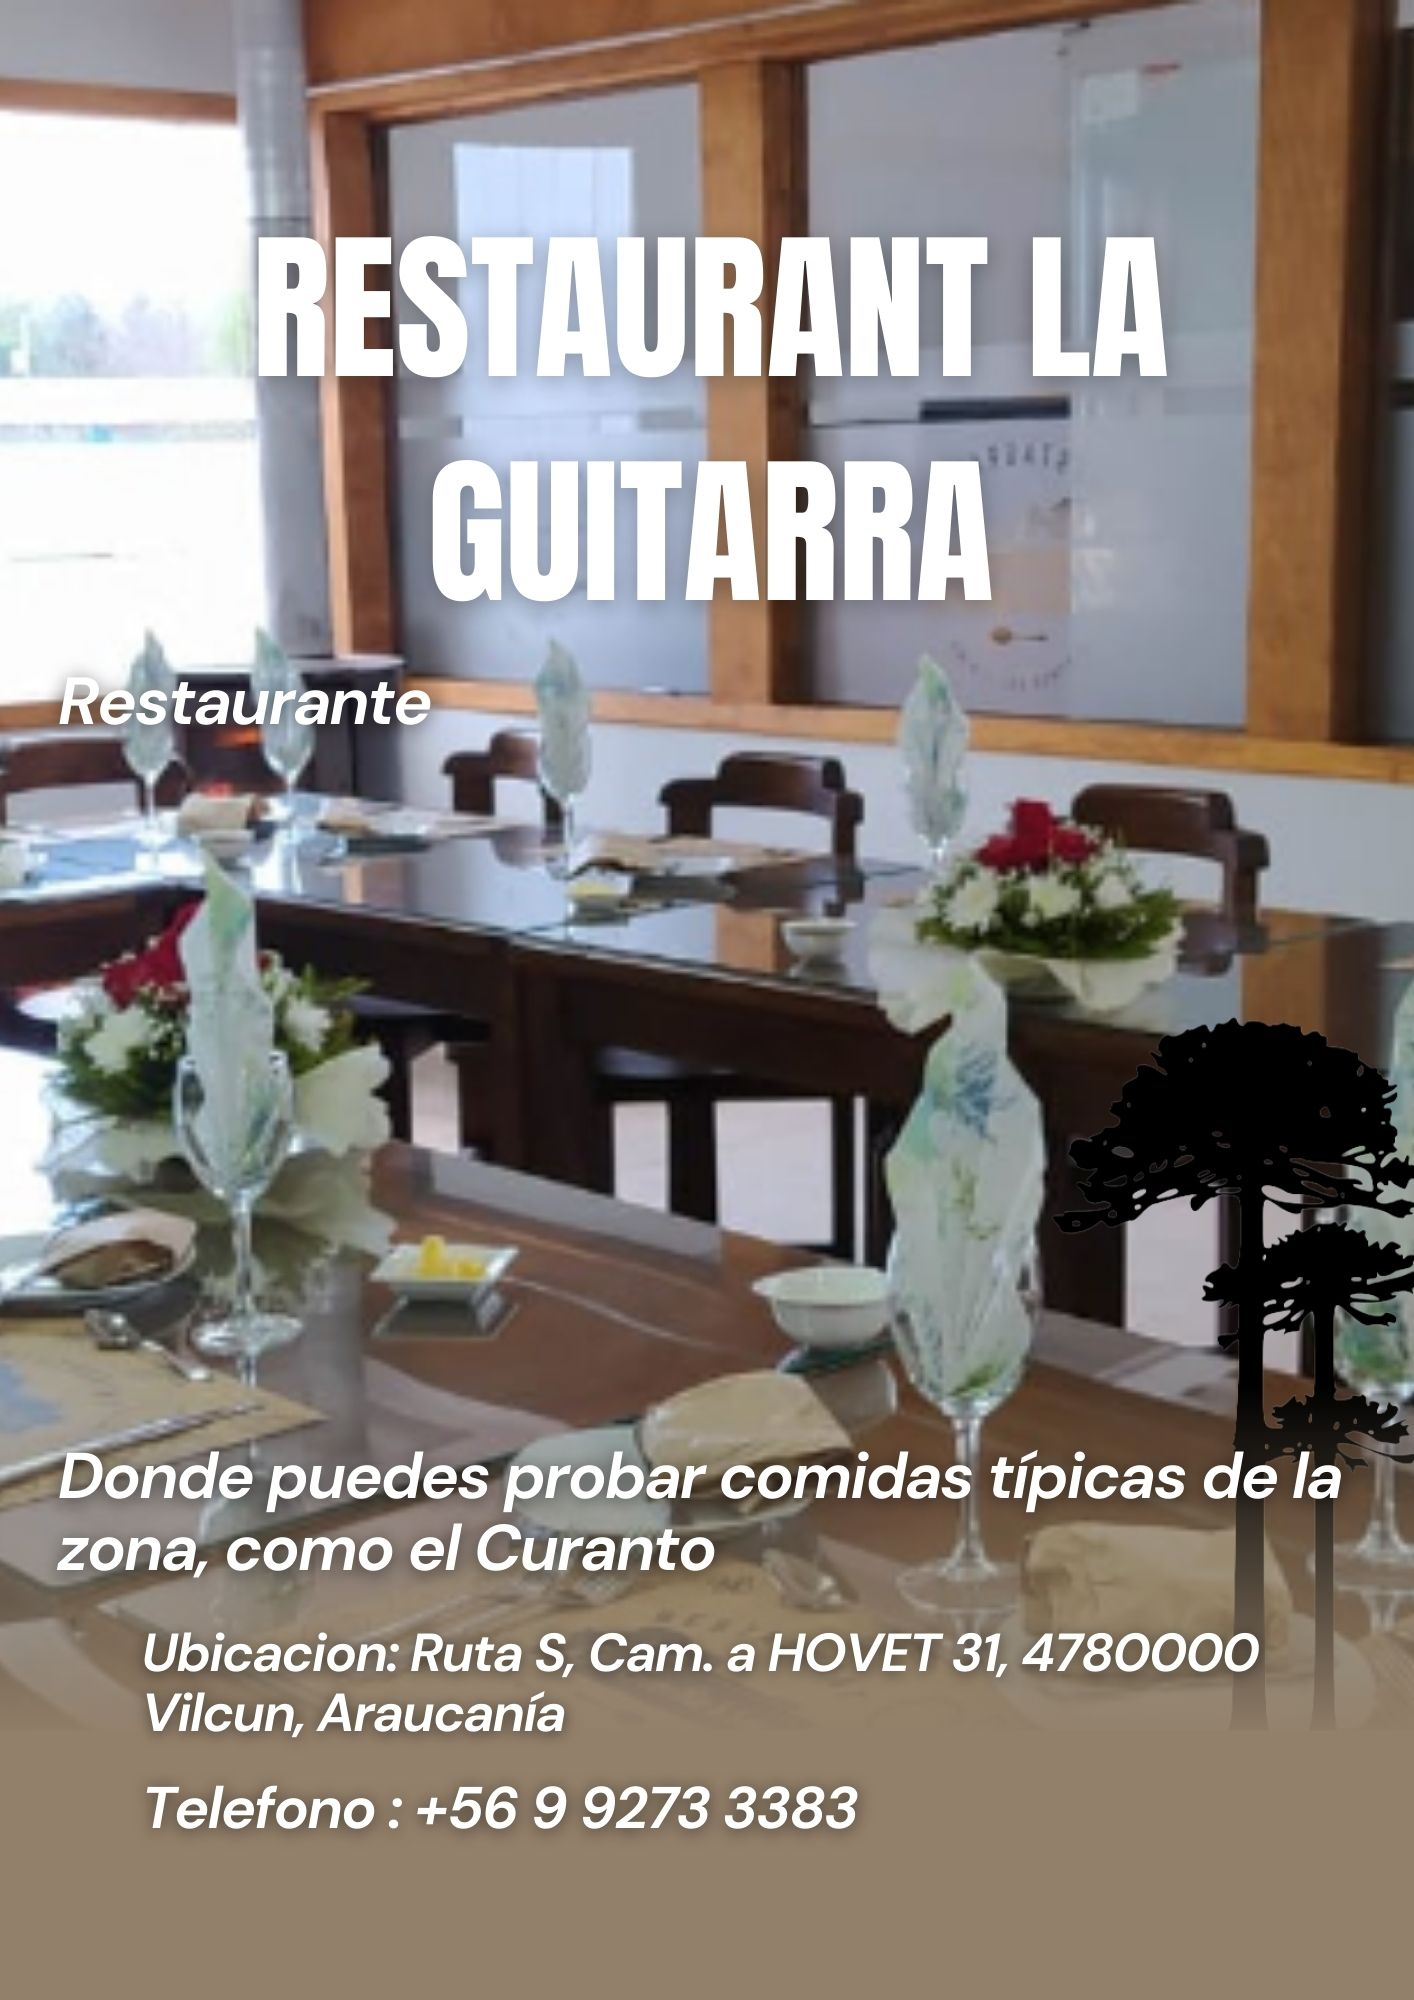 RESTAURANT LA
GUITARRA
Restaurante
Donde puedes probar comidas típicas de la
zona, como el Curanto
Ubicacion: Ruta S, Cam. a HOVET 31, 4780000
Vilcun, Araucanía
Telefono : +56 9 9273 3383